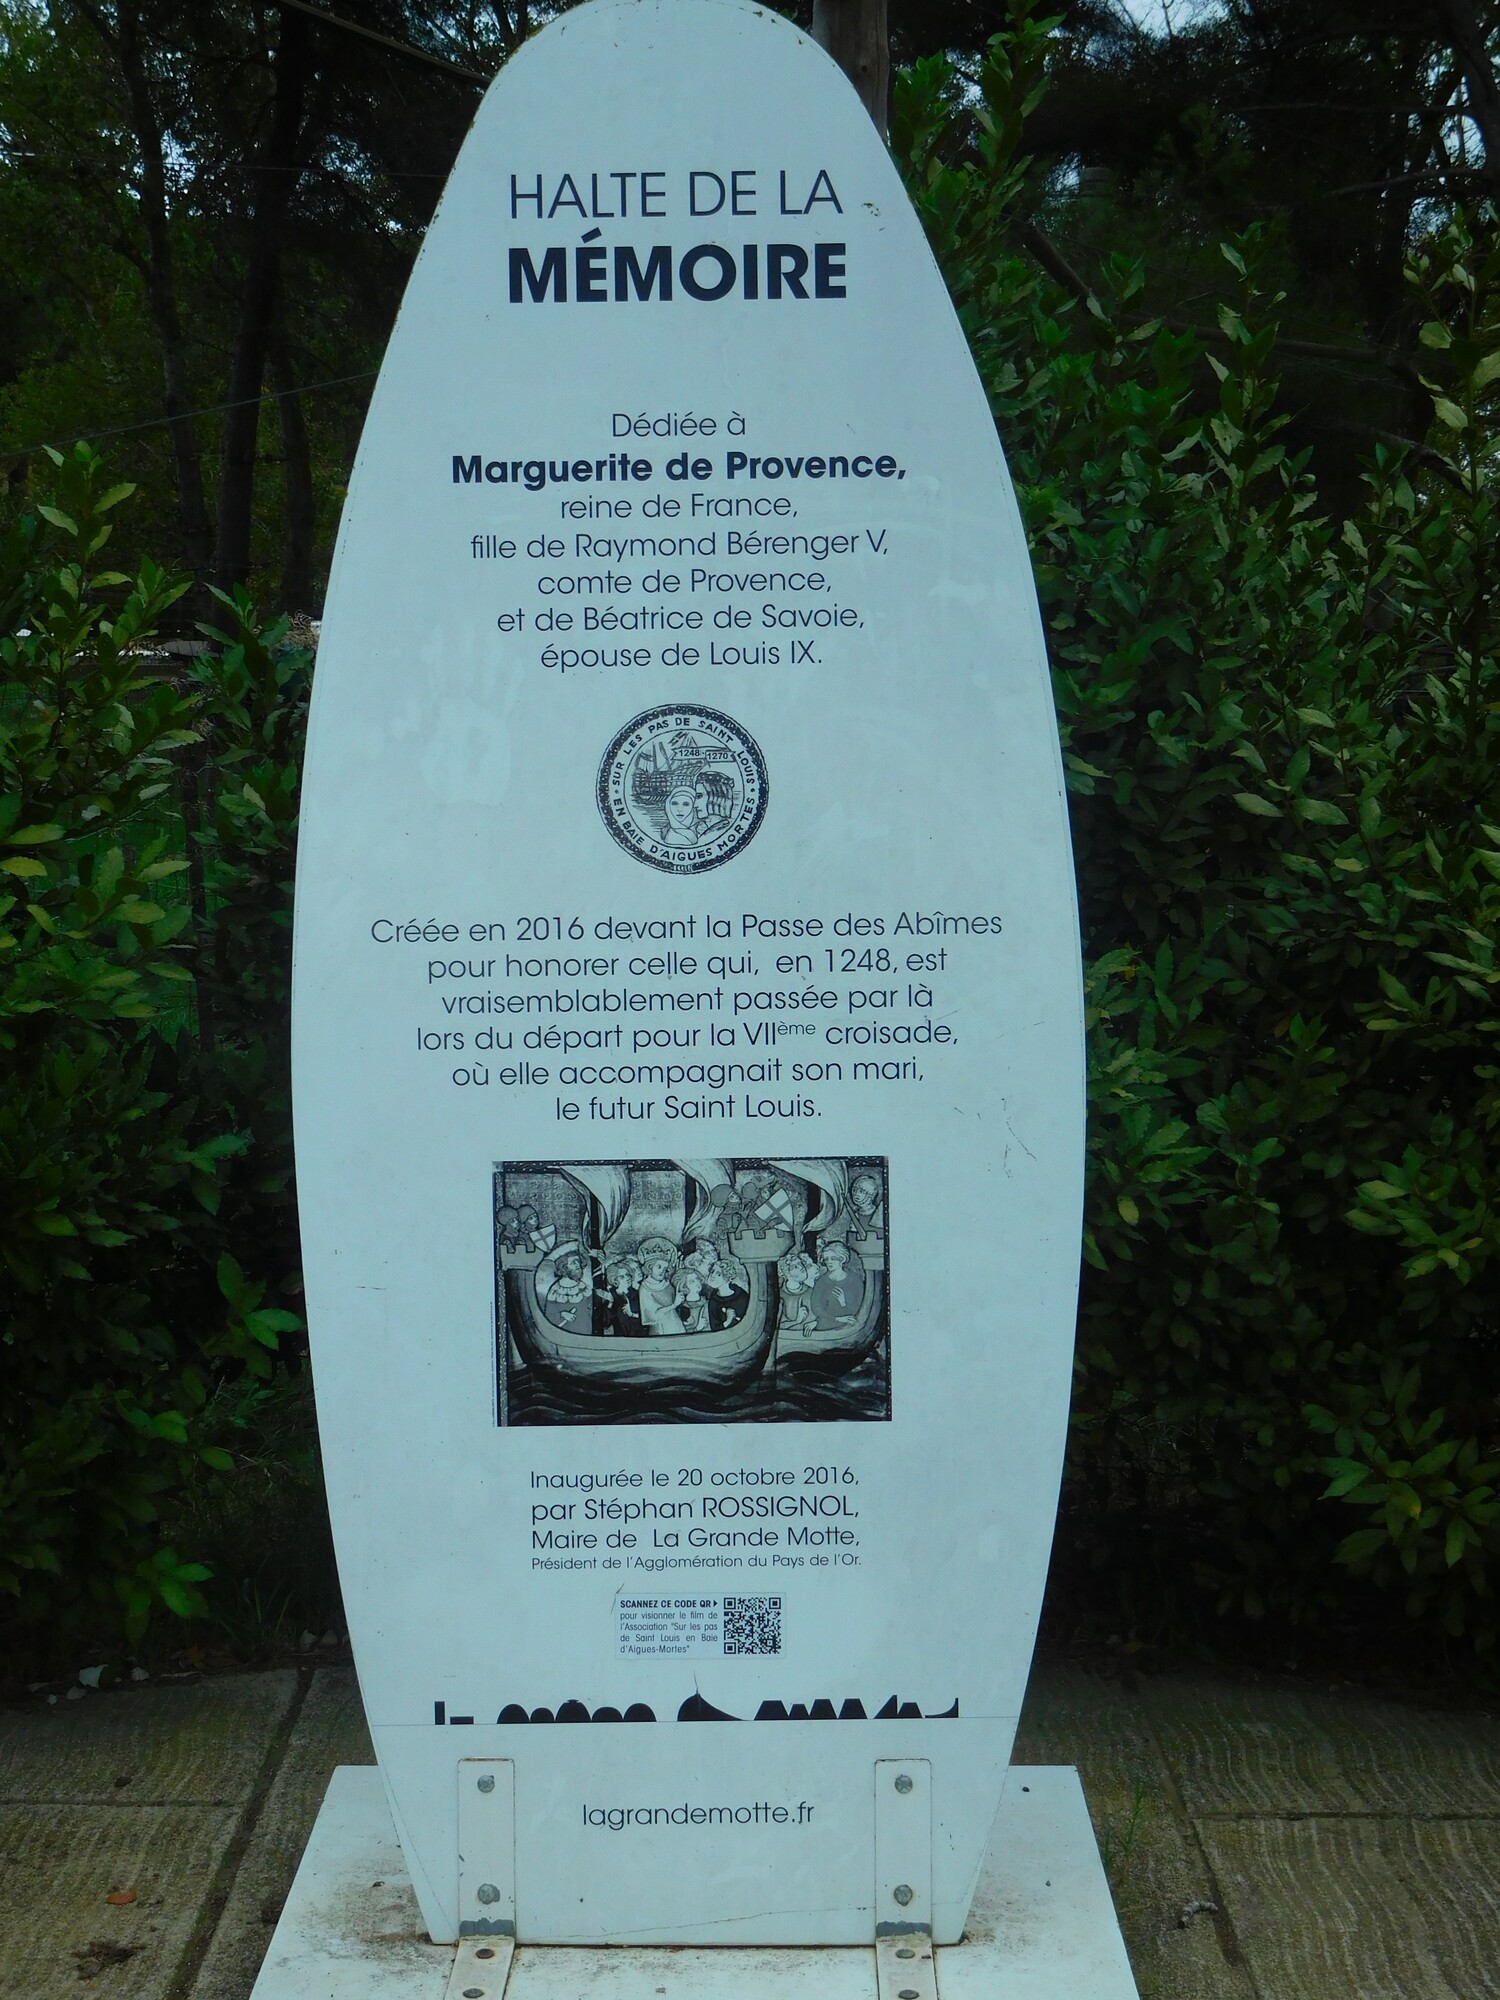 HALTE DE LA
MÉMOIRE
Dédiée à
Marguerite de Provence,
reine de France,
fille de Raymond Bérenger V,
comte de Provence,
et de Béatrice de Savoie,
épouse de Louis IX.
• SUR LES PAS DE SAINT LOUIS •
1248 - 1270
EN BAIE D'AIGUES MORTES
Créée en 2016 devant la Passe des Abîmes
pour honorer celle qui, en 1248, est
vraisemblablement passée par là
lors du départ pour la VIIème croisade,
où elle accompagnait son mari,
le futur Saint Louis.
Inaugurée le 20 octobre 2016,
par Stéphan ROSSIGNOL,
Maire de La Grande Motte,
Président de l'Agglomération du Pays de l'Or.
SCANNEZ CE CODE QR
pour visionner le film de
l'Association "Sur les pas
de Saint Louis en Baie
d'Aigues-Mortes"
lagrandemotte.fr